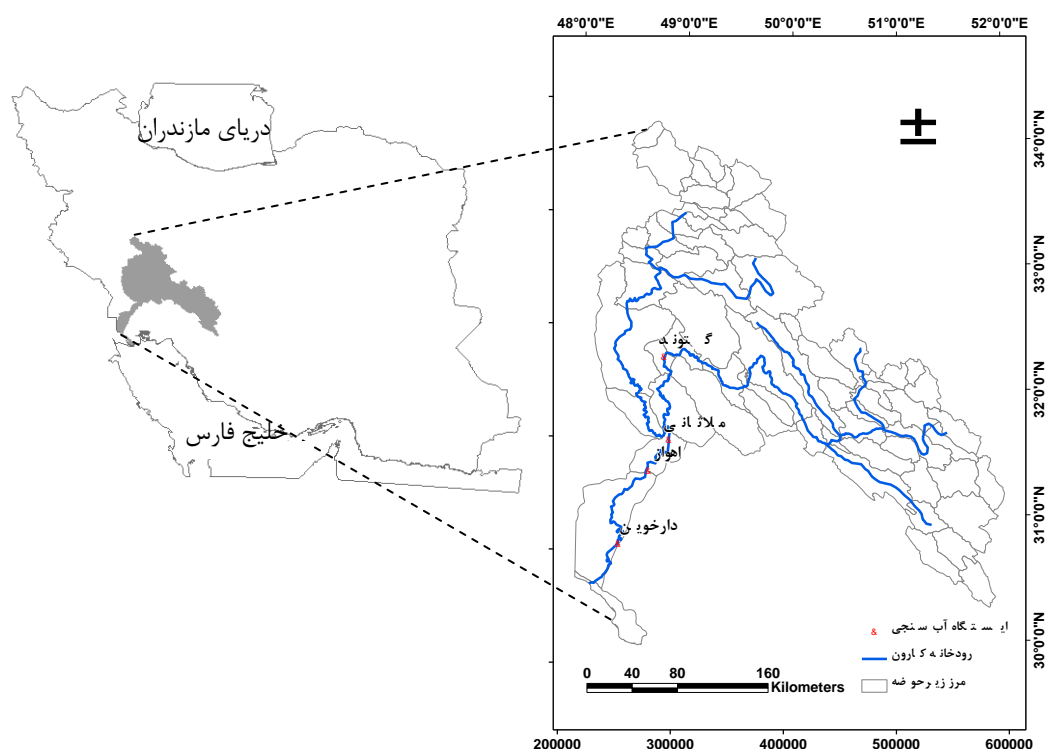 دریای مازندران
خلیج فارس
48°0'0"E 49°0'0"E 50°0'0"E 51°0'0"E 52°0'0"E
34°0'0"N
33°0'0"N
32°0'0"N
31°0'0"N
30°0'0"N
گتوند
ملاثانی
اهواز
دارخوین
ایستگاه آب سنجی
رودخانه کارون
مرز زیرحوضه
0 40 80 160
Kilometers
200000 300000 400000 500000 600000